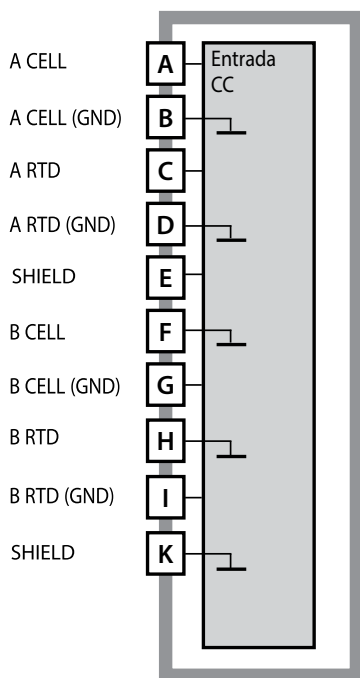 A CELL A Entrada
CC
A CELL (GND) B
A RTD C
A RTD (GND) D
SHIELD E
B CELL F
B CELL (GND) G
B RTD H
B RTD (GND) I
SHIELD K